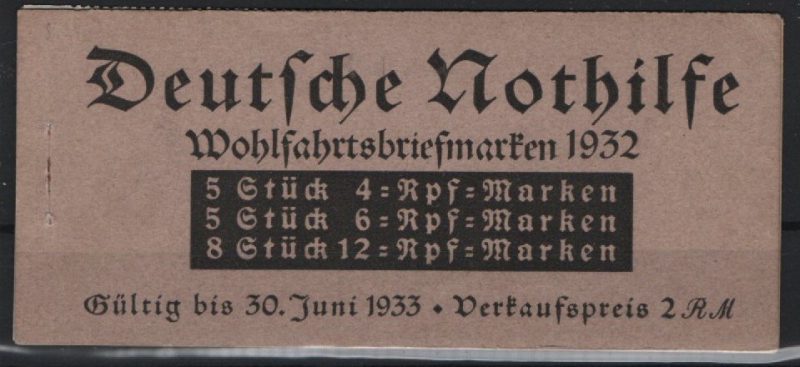 Deutſche Nothilfe
Wohlfahrtsbriefmarken 1932
5 Stück 4=Rpf=Marken
5 Stück 6=Rpf=Marken
8 Stück 12=Rpf=Marken
Gültig bis 30. Juni 1933 • Verkaufspreis 2 RM